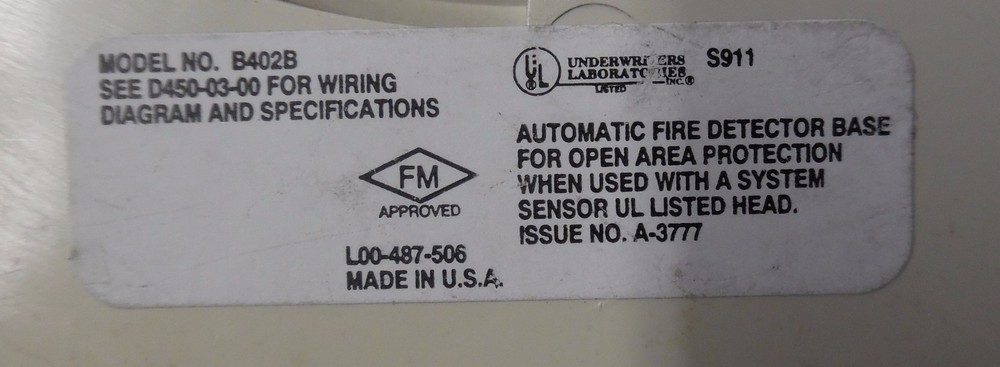 MODEL NO. B402B
SEE D450-03-00 FOR WIRING
DIAGRAM AND SPECIFICATIONS
FM
APPROVED
L00-487-506
MADE IN U.S.A.
UL
UNDERWRITERS
LABORATORIES
INC.®
LISTED
S911
AUTOMATIC FIRE DETECTOR BASE
FOR OPEN AREA PROTECTION
WHEN USED WITH A SYSTEM
SENSOR UL LISTED HEAD.
ISSUE NO. A-3777